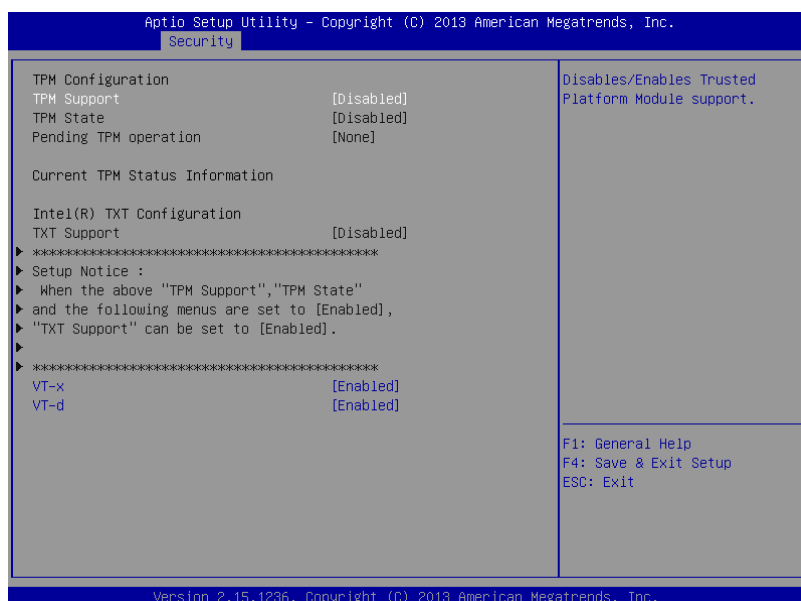 Aptio Setup Utility – Copyright (C) 2013 American Megatrends, Inc.
Security
TPM Configuration
TPM Support [Disabled]
TPM State [Disabled]
Pending TPM operation [None]
Current TPM Status Information
Intel(R) TXT Configuration
TXT Support [Disabled]
*******************************************
Setup Notice :
When the above "TPM Support","TPM State"
and the following menus are set to [Enabled],
"TXT Support" can be set to [Enabled].
*******************************************
VT-x [Enabled]
VT-d [Enabled]
Disables/Enables Trusted
Platform Module support.
F1: General Help
F4: Save & Exit Setup
ESC: Exit
Version 2.15.1236. Copyright (C) 2013 American Megatrends, Inc.